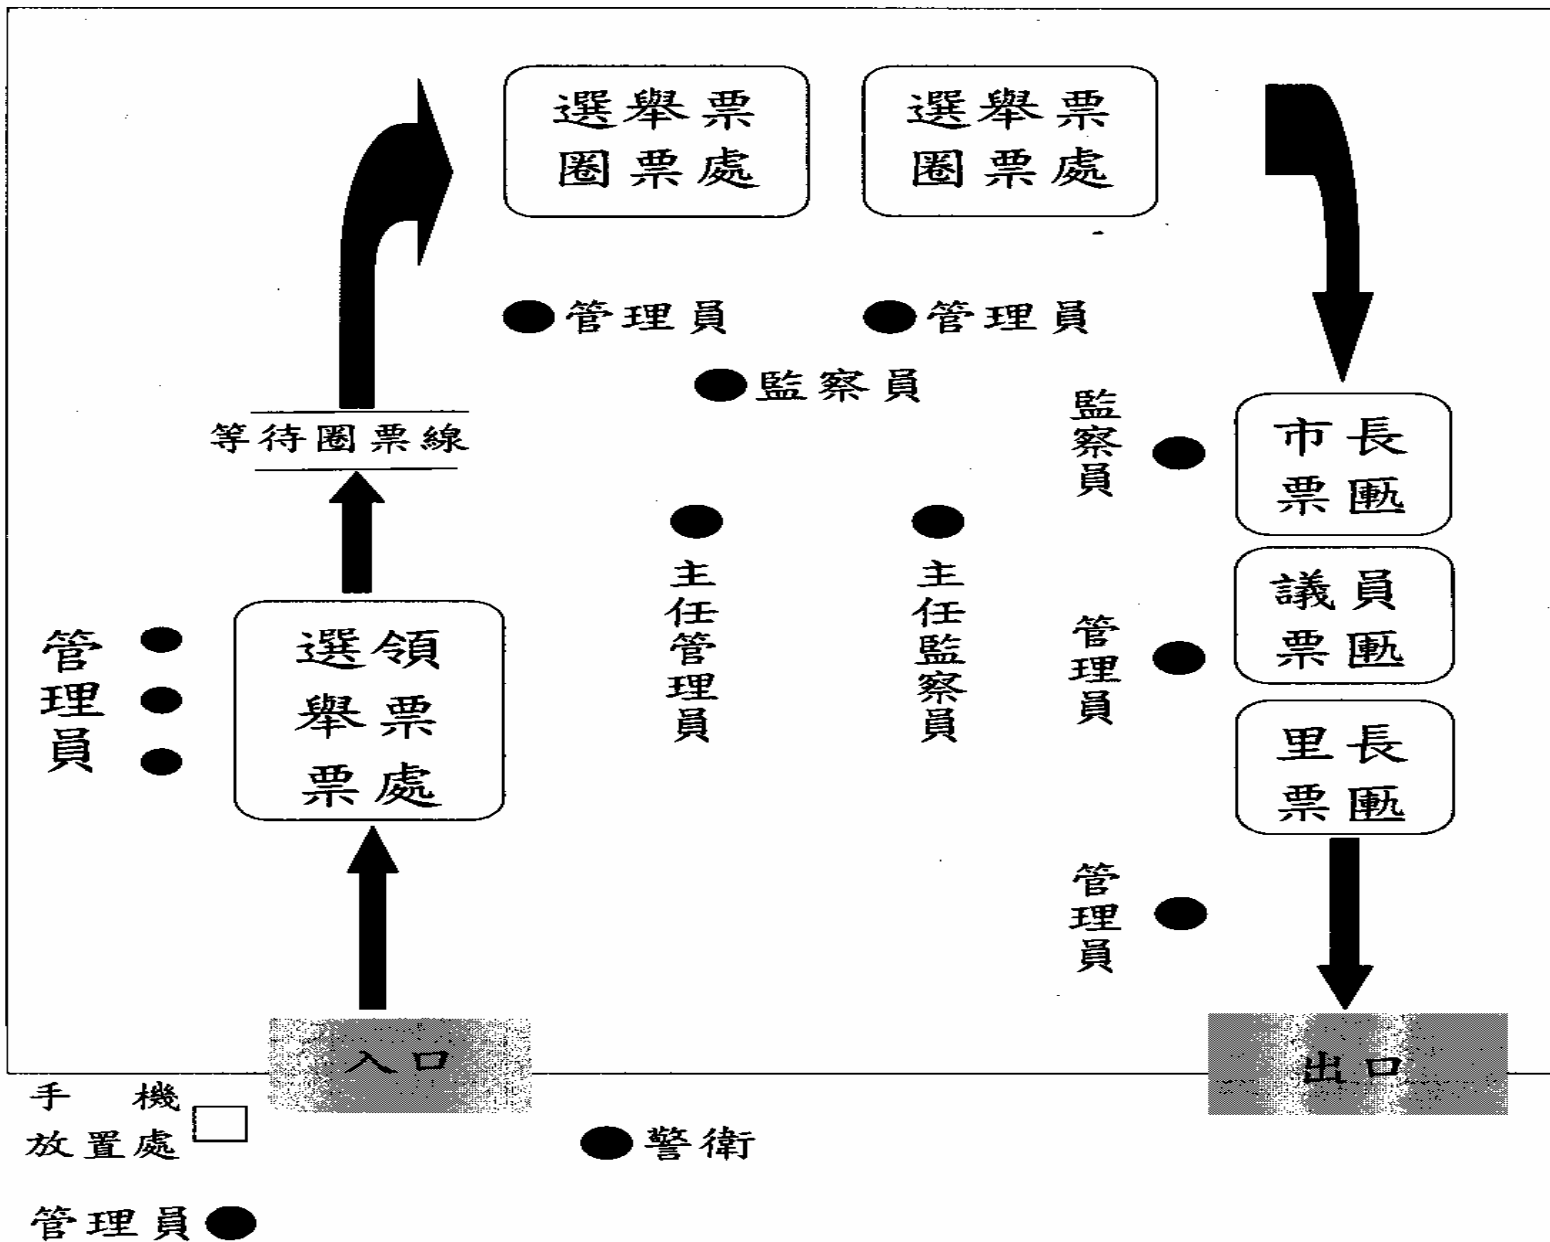 選舉票
圈票處
選舉票
圈票處
管理員
管理員
監察員
等待圈票線
監察員
市長
票匭
主任管理員
主任監察員
議員
票匭
管理員
管理員
領票處
選舉票
里長
票匭
管理員
入口
出口
手機
放置處
警衛
管理員